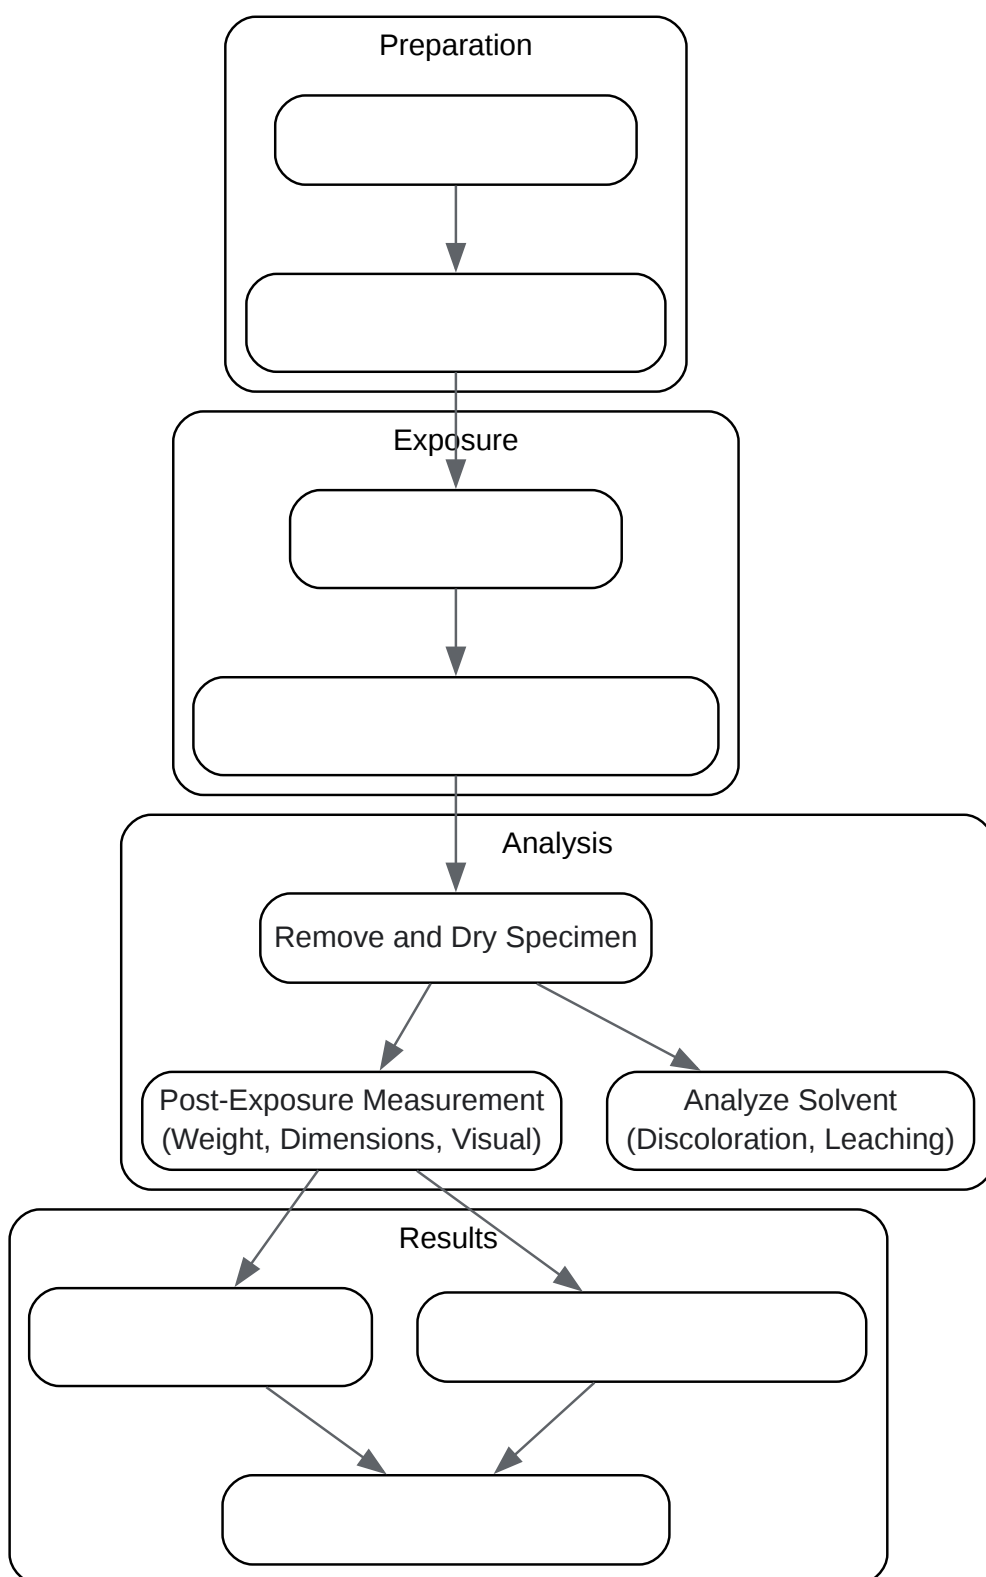 Preparation
Exposure
Analysis
Remove and Dry Specimen
Post-Exposure Measurement
(Weight, Dimensions, Visual)
Analyze Solvent
(Discoloration, Leaching)
Results